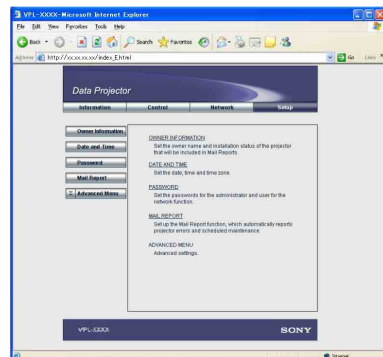 VPL-XXXX-Microsoft Internet Explorer
File Edit View Favorites Tools Help
Back Search Favorites
Address http://xx.xx.xx.xx/index_E.html Go Links
Data Projector
Information Control Network Setup
Owner Information
Date and Time
Password
Mail Report
Advanced Menu
OWNER INFORMATION
Set the owner name and installation status of the projector
that will be included in Mail Reports.
DATE AND TIME
Set the date, time and time zone.
PASSWORD
Set the passwords for the administrator and user for the
network function.
MAIL REPORT
Set up the Mail Report function, which automatically reports
projector errors and scheduled maintenance.
ADVANCED MENU
Advanced settings.
VPL-XXXX SONY
Internet